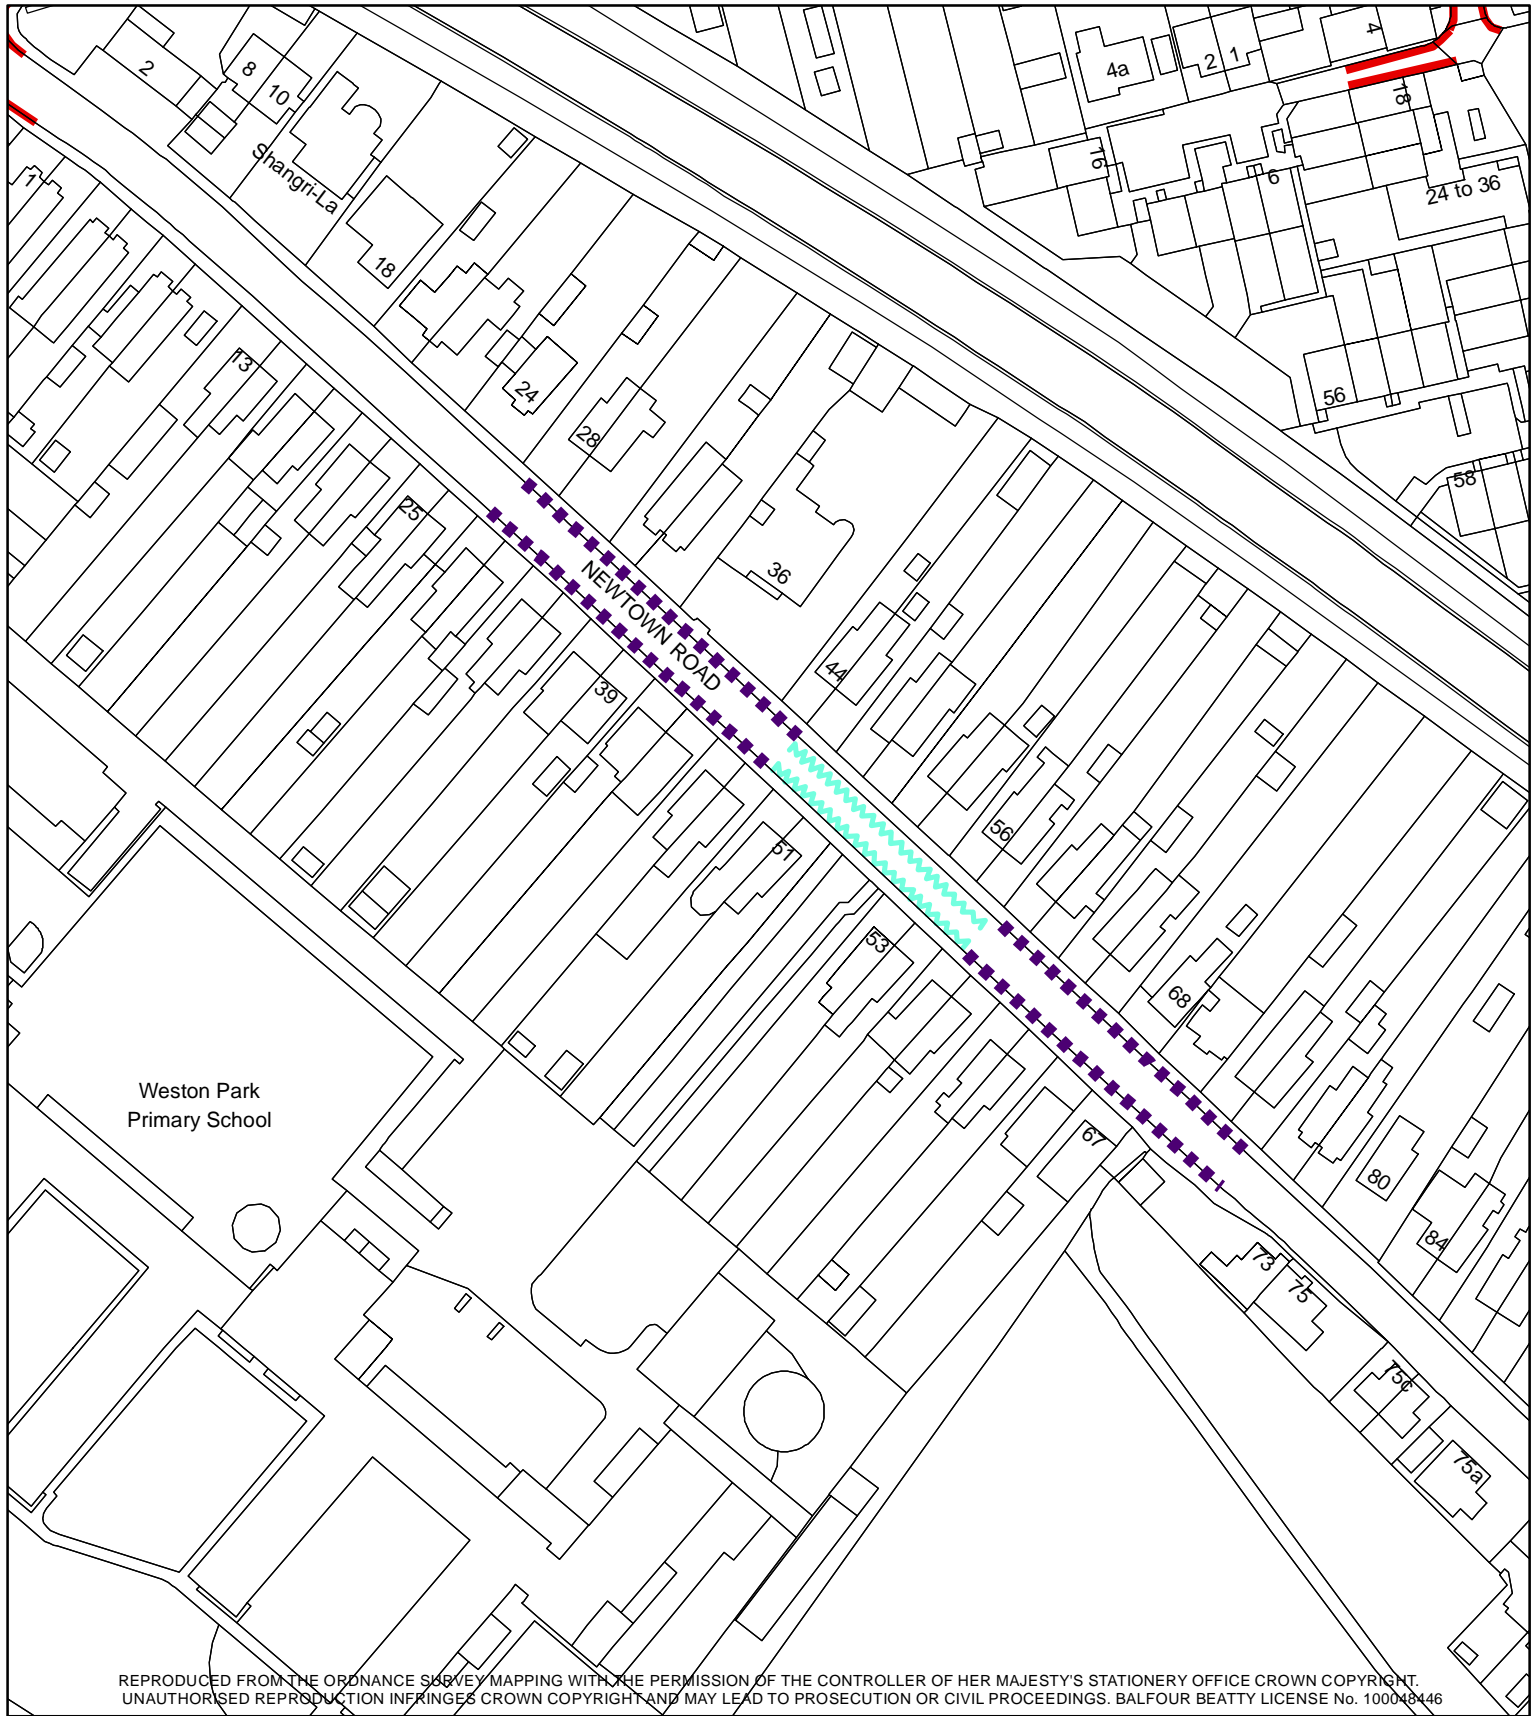 2
8
10
4a
2
1
4
18
Shangri-La
16
6
24 to 36
1
18
13
24
28
56
58
25
NEWTOWN ROAD
36
39
44
51
56
53
68
67
80
84
Weston Park
Primary School
73
75
75c
75a
REPRODUCED FROM THE ORDNANCE SURVEY MAPPING WITH THE PERMISSION OF THE CONTROLLER OF HER MAJESTY'S STATIONERY OFFICE CROWN COPYRIGHT.
UNAUTHORISED REPRODUCTION INFRINGES CROWN COPYRIGHT AND MAY LEAD TO PROSECUTION OR CIVIL PROCEEDINGS. BALFOUR BEATTY LICENSE No. 100048446